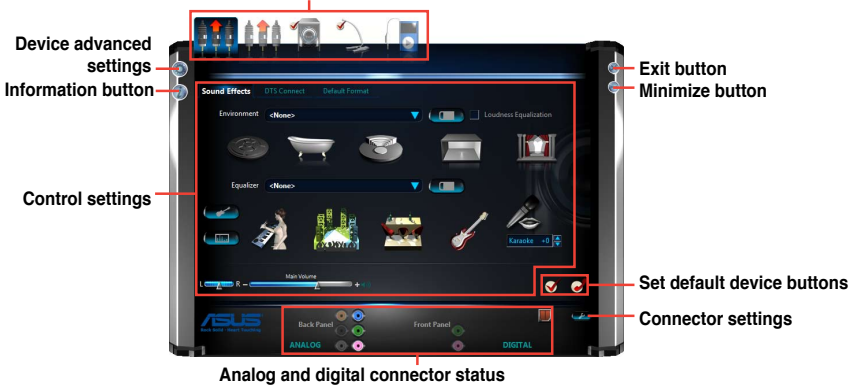 Device advanced settings
Information button
Exit button
Minimize button
Sound Effects DTS Connect Default Format
Environment <None> Loudness Equalization
Equalizer <None>
Control settings
Karaoke +0
L R - Main Volume +
Set default device buttons
ASUS
Back Panel Front Panel
ANALOG DIGITAL
Connector settings
Analog and digital connector status